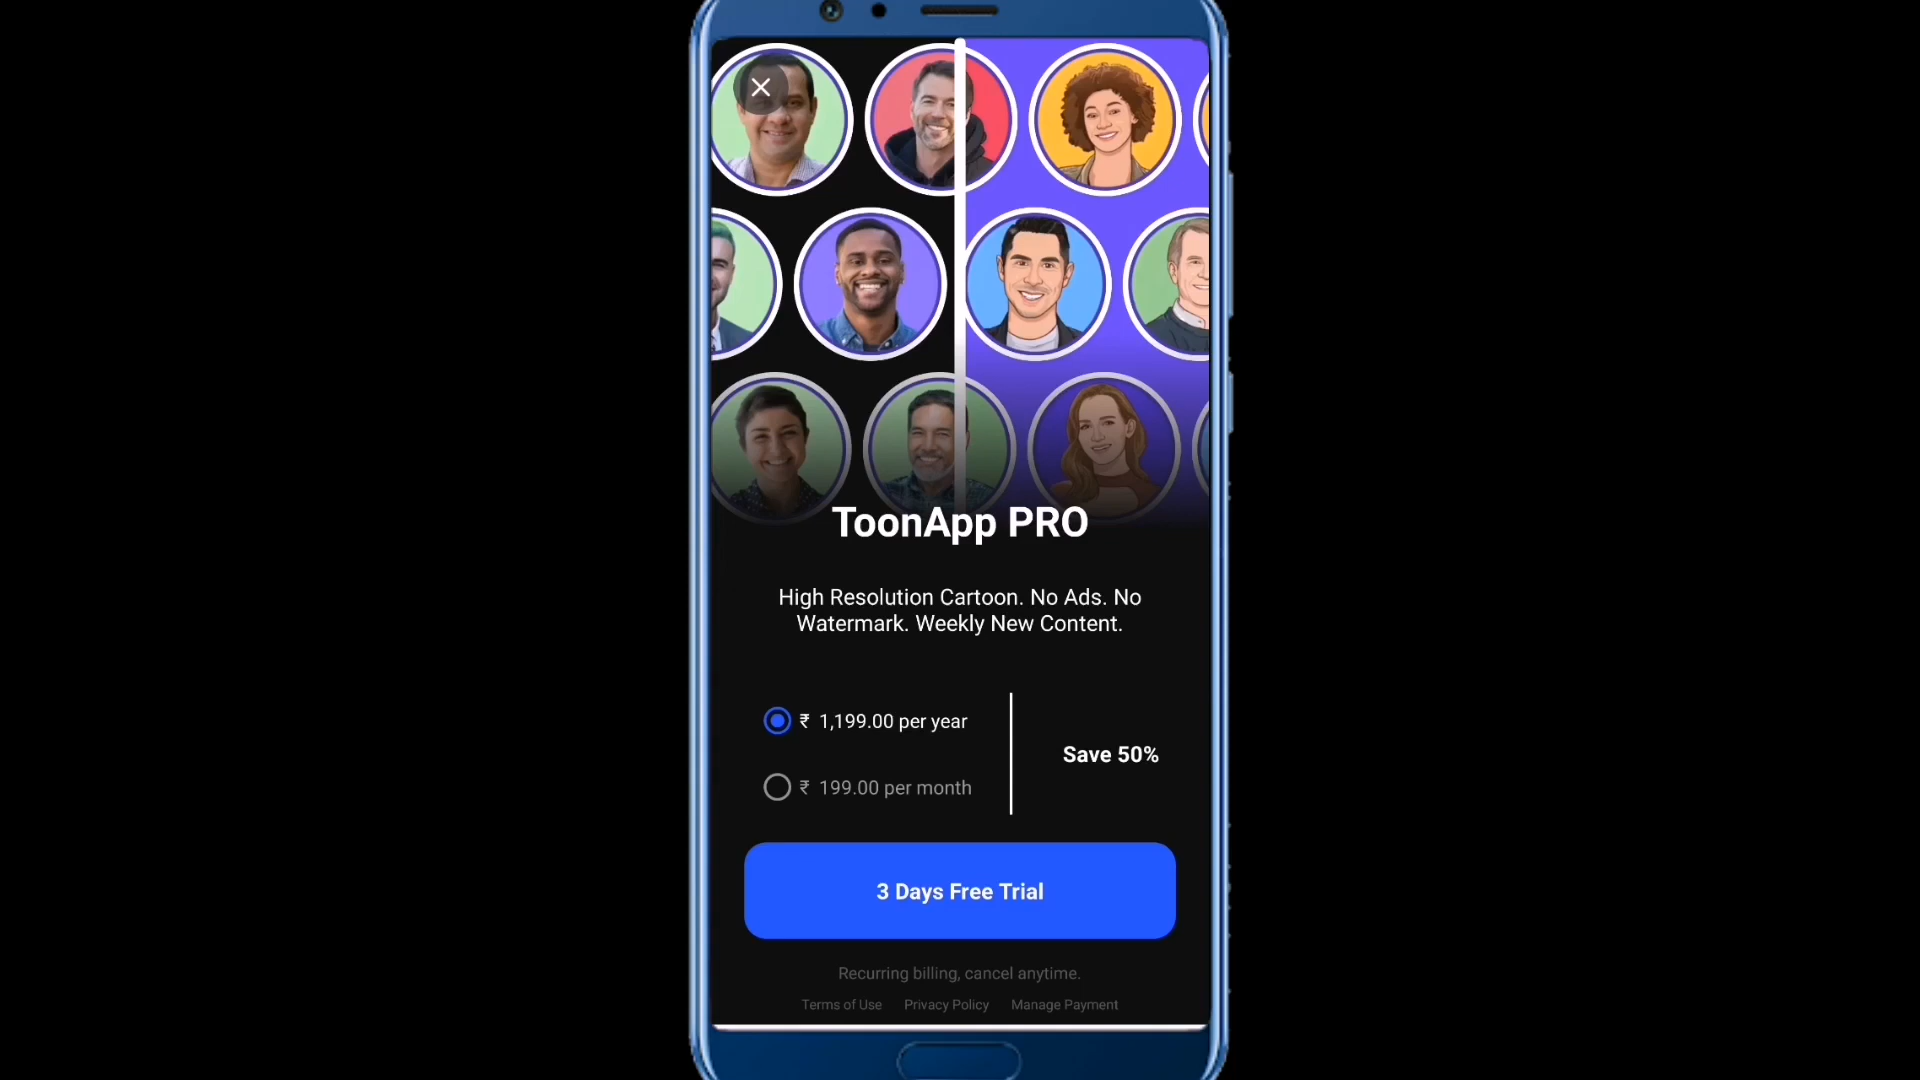 ToonApp PRO
High Resolution Cartoon. No Ads. No
Watermark. Weekly New Content.
₹ 1,199.00 per year
Save 50%
₹ 199.00 per month
3 Days Free Trial
Recurring billing, cancel anytime.
Terms of Use Privacy Policy Manage Payment